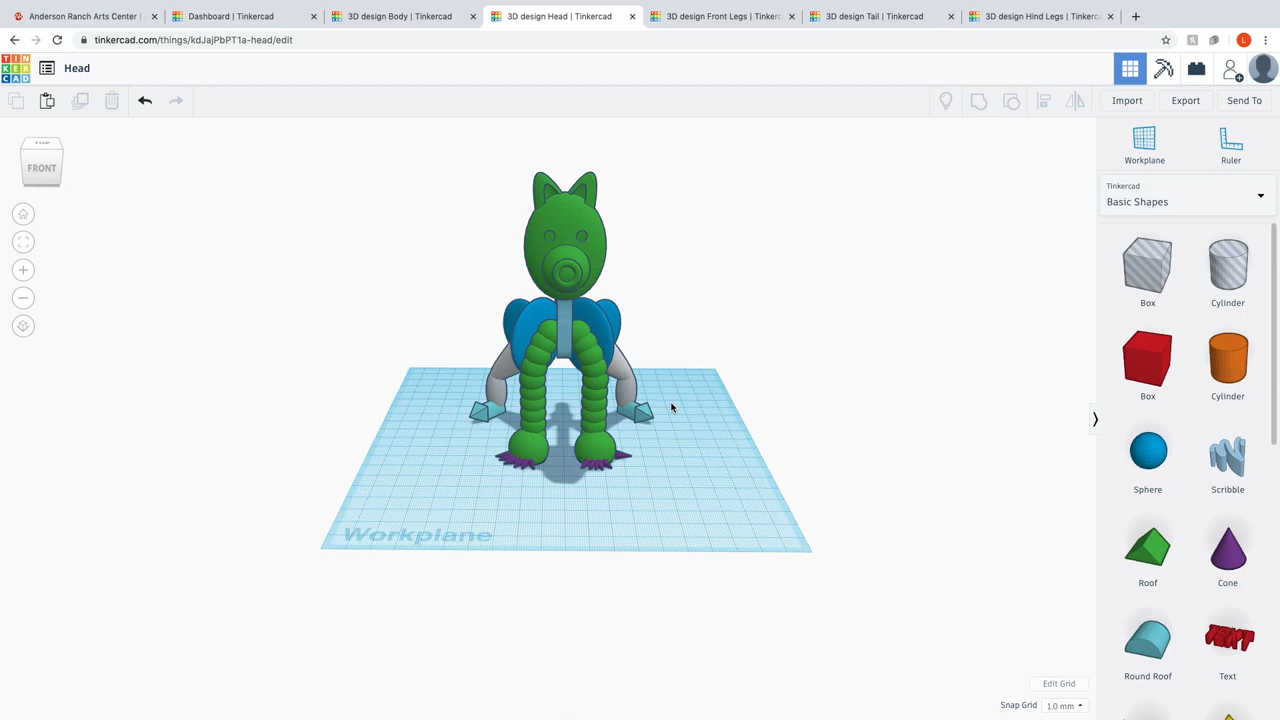 Anderson Ranch Arts Center |
Dashboard | Tinkercad
3D design Body | Tinkercad
3D design Head | Tinkercad
3D design Front Legs | Tinkerc
3D design Tail | Tinkercad
3D design Hind Legs | Tinkerc
tinkercad.com/things/kdJajPbPT1a-head/edit
L
TIN
KER
CAD
Head
Import
Export
Send To
TOP
FRONT
Workplane
Ruler
Tinkercad
Basic Shapes
Box
Cylinder
Box
Cylinder
Sphere
Scribble
Roof
Cone
TEXT
Round Roof
Text
Workplane
Edit Grid
Snap Grid
1.0 mm